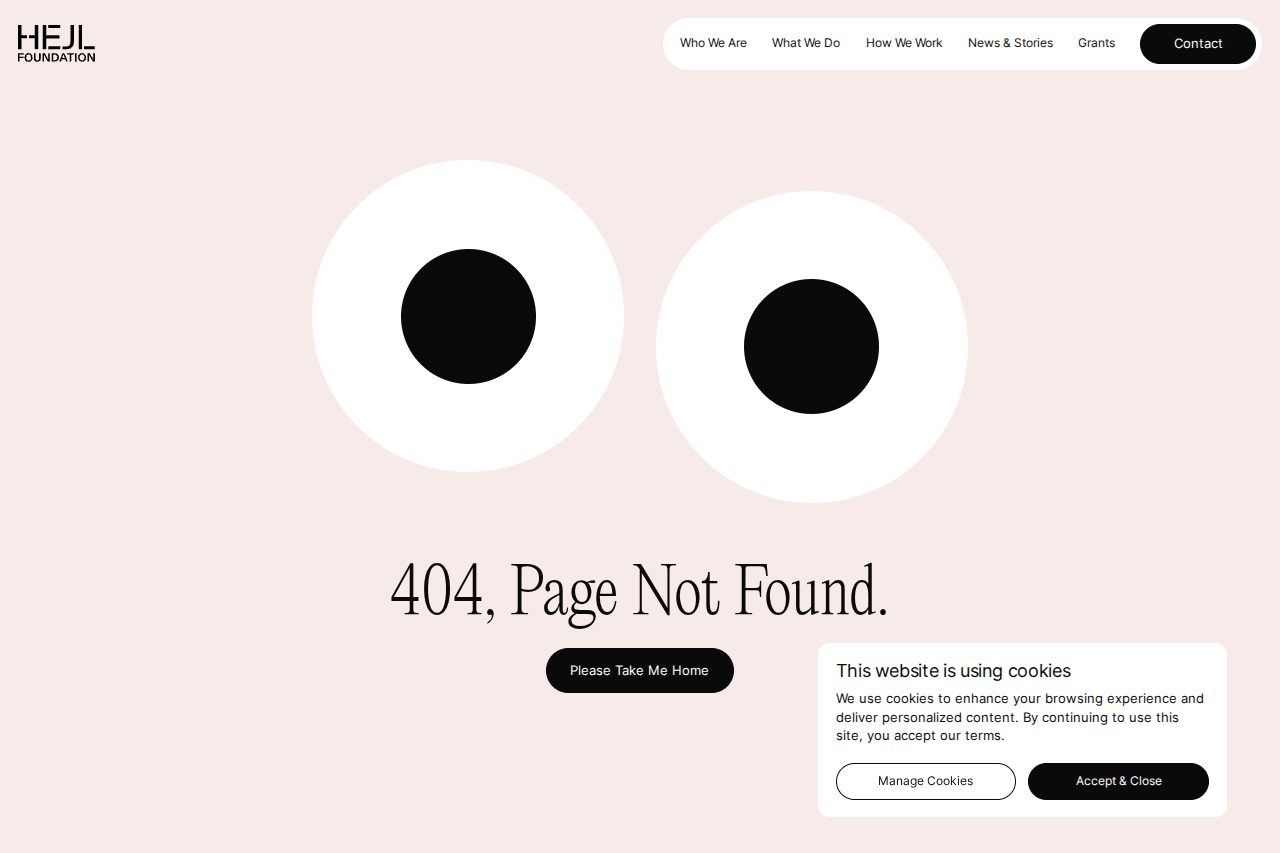 HEJL
FOUNDATION
Who We Are
What We Do
How We Work
News & Stories
Grants
Contact
404, Page Not Found.
Please Take Me Home
This website is using cookies
We use cookies to enhance your browsing experience and
deliver personalized content. By continuing to use this
site, you accept our terms.
Manage Cookies
Accept & Close